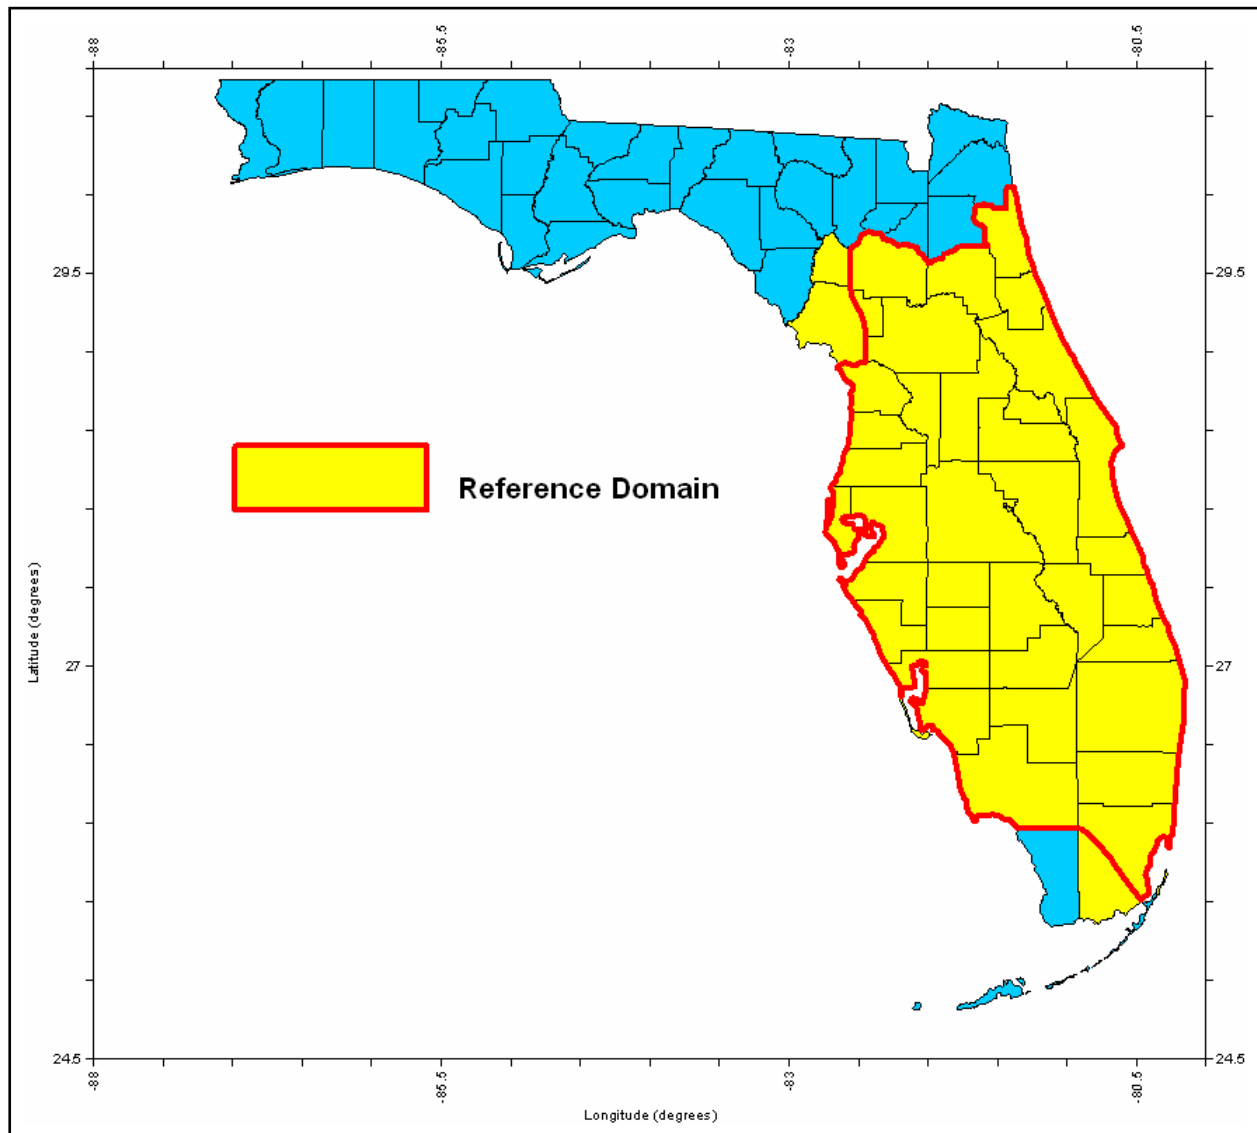 -88 -85.5 -83 -80.5
29.5 29.5
Reference Domain
Latitude (degrees)
27 27
24.5 24.5
-88 -85.5 -83 -80.5
Longitude (degrees)